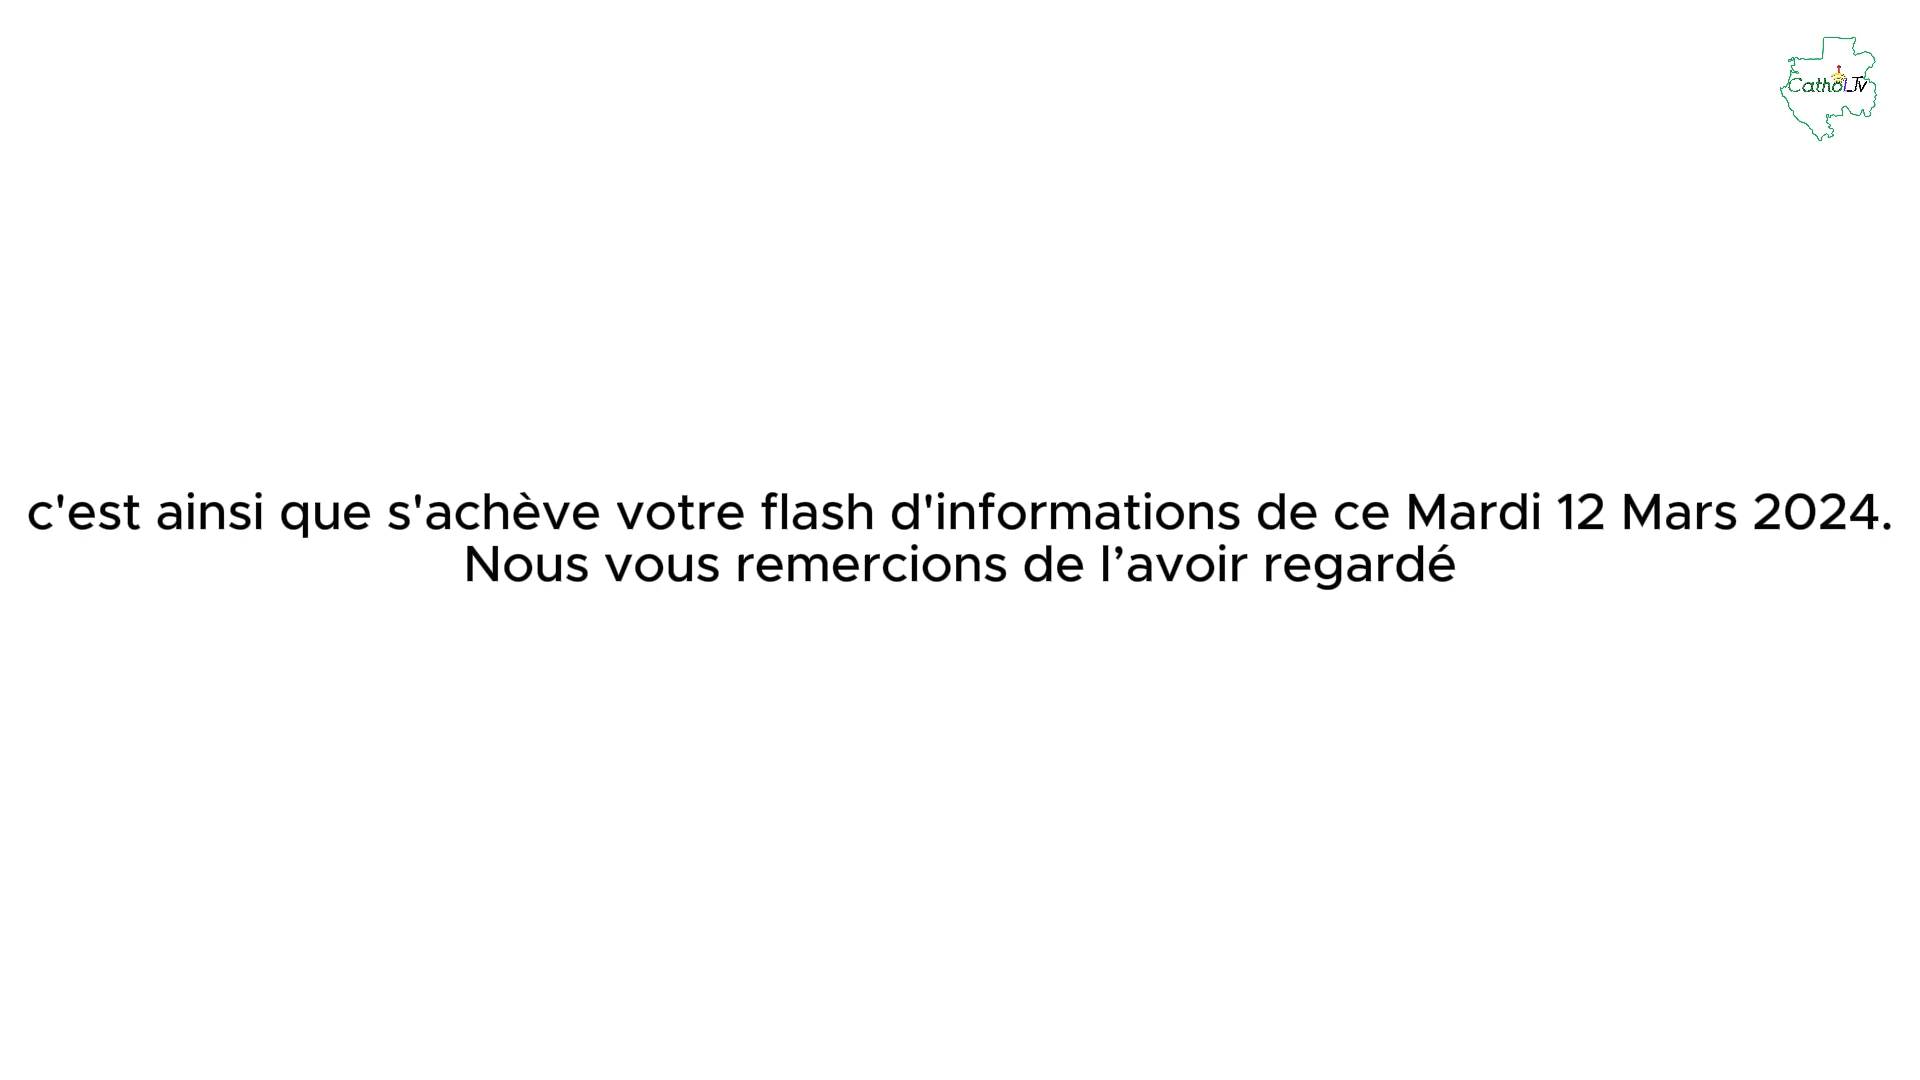 Cathol_Tv
c'est ainsi que s'achève votre flash d'informations de ce Mardi 12 Mars 2024.
Nous vous remercions de l’avoir regardé